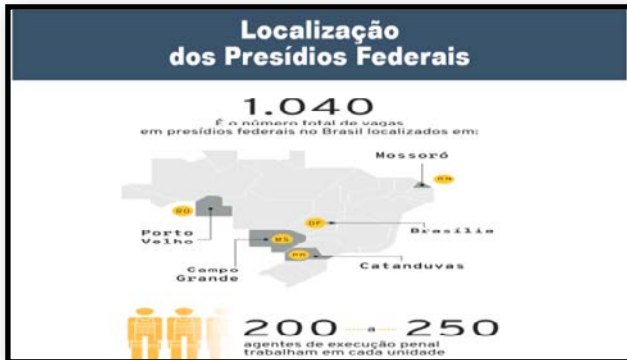 Localização
dos Presídios Federais
1.040
É o número total de vagas
em presídios federais no Brasil localizados em:
Mossoró
RN
RO
DF
Porto
Velho
Brasília
MS
PR
Campo
Grande
Catanduvas
200 a 250
agentes de execução penal
trabalham em cada unidade